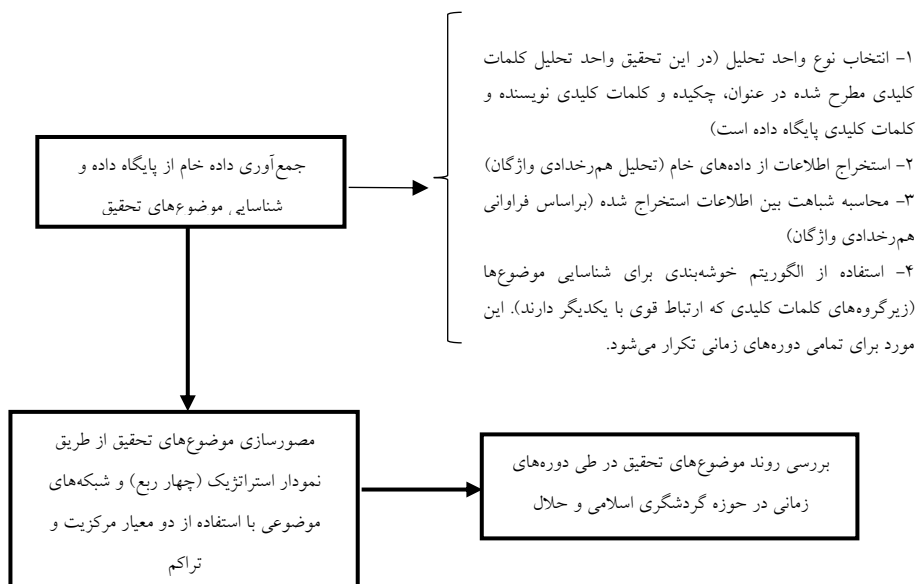 ۱- انتخاب نوع واحد تحلیل (در این تحقیق واحد تحلیل کلمات
کلیدی مطرح شده در عنوان، چکیده و کلمات کلیدی نویسنده و
کلمات کلیدی پایگاه داده است)
۲- استخراج اطلاعات از داده‌های خام (تحلیل هم‌رخدادی واژگان)
۳- محاسبه شباهت بین اطلاعات استخراج شده (براساس فراوانی
هم‌رخدادی واژگان)
۴- استفاده از الگوریتم خوشه‌بندی برای شناسایی موضوع‌ها
(زیرگروه‌های کلمات کلیدی که ارتباط قوی با یکدیگر دارند). این
مورد برای تمامی دوره‌های زمانی تکرار می‌شود.
جمع‌آوری داده خام از پایگاه داده و
شناسایی موضوع‌های تحقیق
مصورسازی موضوع‌های تحقیق از طریق
نمودار استراتژیک (چهار ربع) و شبکه‌های
موضوعی با استفاده از دو معیار مرکزیت و
تراکم
بررسی روند موضوع‌های تحقیق در طی دوره‌های
زمانی در حوزه گردشگری اسلامی و حلال